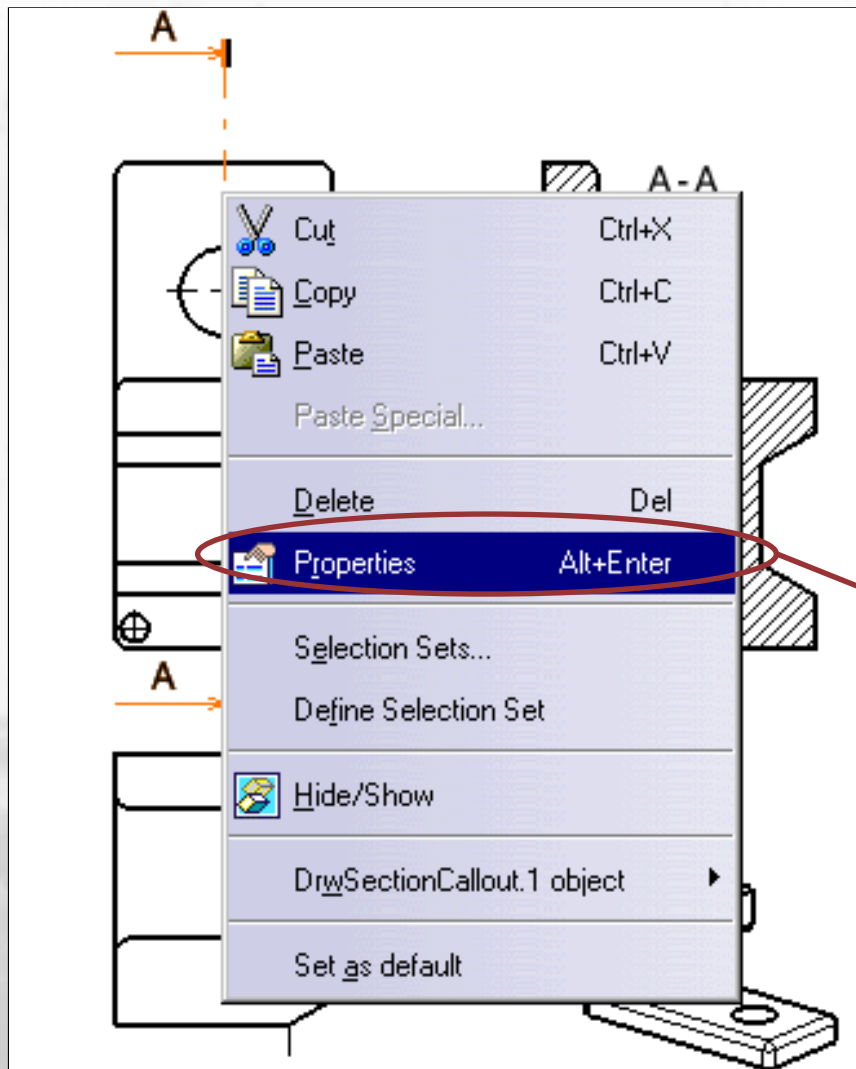 A
A - A
Cut Ctrl+X
Copy Ctrl+C
Paste Ctrl+V
Paste Special...
Delete Del
Properties Alt+Enter
Selection Sets...
A
Define Selection Set
Hide/Show
DrwSectionCallout.1 object
Set as default